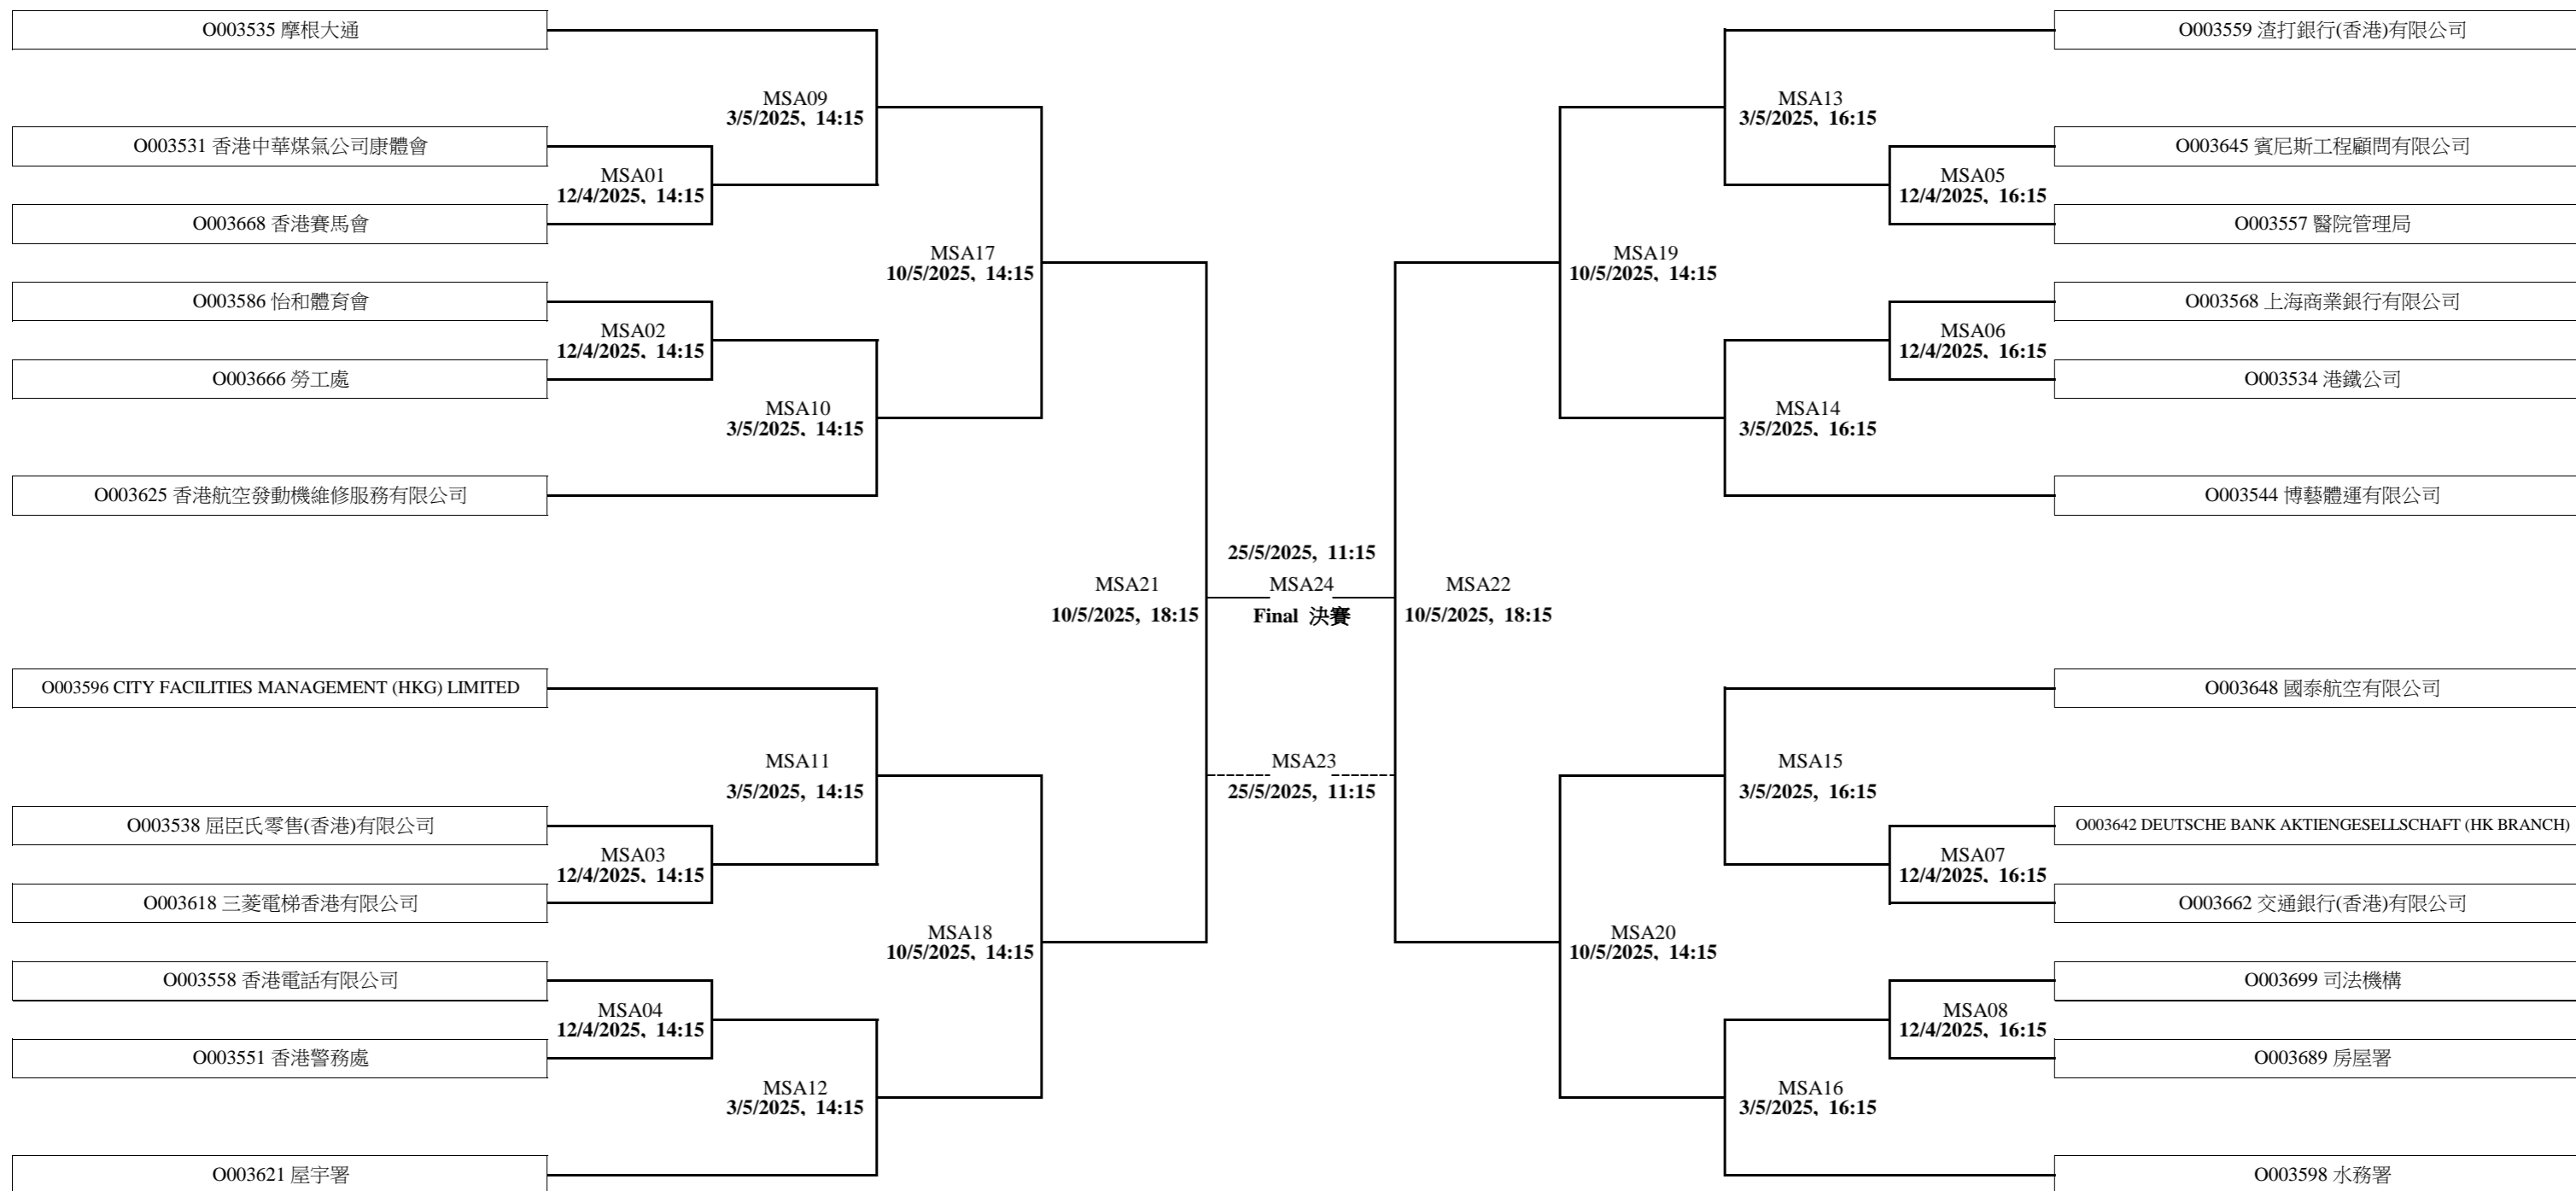 O003535 摩根大通
O003559 渣打銀行(香港)有限公司
MSA09
3/5/2025, 14:15
MSA13
3/5/2025, 16:15
O003531 香港中華煤氣公司康體會
O003645 賓尼斯工程顧問有限公司
MSA01
12/4/2025, 14:15
MSA05
12/4/2025, 16:15
O003668 香港賽馬會
O003557 醫院管理局
MSA17
10/5/2025, 14:15
MSA19
10/5/2025, 14:15
O003586 怡和體育會
O003568 上海商業銀行有限公司
MSA02
12/4/2025, 14:15
MSA06
12/4/2025, 16:15
O003666 勞工處
O003534 港鐵公司
MSA10
3/5/2025, 14:15
MSA14
3/5/2025, 16:15
O003625 香港航空發動機維修服務有限公司
O003544 博藝體運有限公司
25/5/2025, 11:15
MSA21
10/5/2025, 18:15
MSA24
Final 決賽
MSA22
10/5/2025, 18:15
O003596 CITY FACILITIES MANAGEMENT (HKG) LIMITED
O003648 國泰航空有限公司
MSA11
3/5/2025, 14:15
MSA23
25/5/2025, 11:15
MSA15
3/5/2025, 16:15
O003538 屈臣氏零售(香港)有限公司
O003642 DEUTSCHE BANK AKTIENGESELLSCHAFT (HK BRANCH)
MSA03
12/4/2025, 14:15
MSA07
12/4/2025, 16:15
O003618 三菱電梯香港有限公司
O003662 交通銀行(香港)有限公司
MSA18
10/5/2025, 14:15
MSA20
10/5/2025, 14:15
O003558 香港電話有限公司
O003699 司法機構
MSA04
12/4/2025, 14:15
MSA08
12/4/2025, 16:15
O003551 香港警務處
O003689 房屋署
MSA12
3/5/2025, 14:15
MSA16
3/5/2025, 16:15
O003621 屋宇署
O003598 水務署